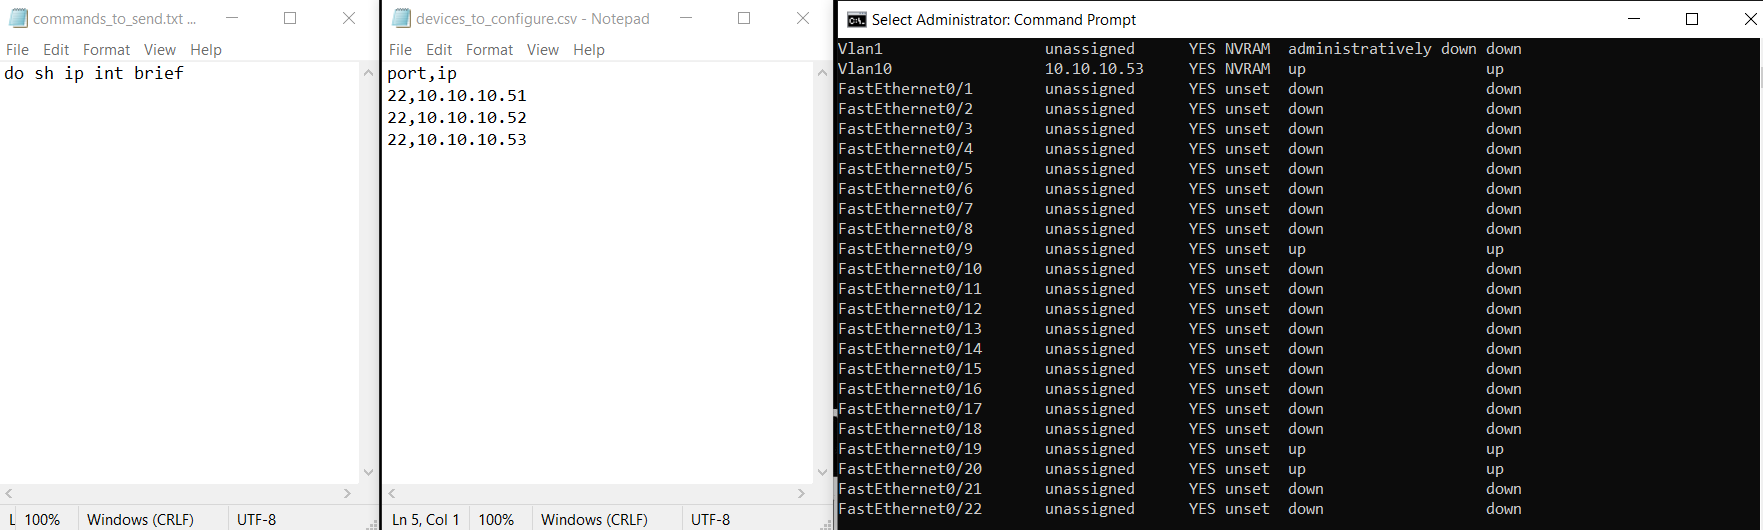 commands_to_send.txt ...
File Edit Format View Help
do sh ip int brief
L 100% Windows (CRLF) UTF-8
devices_to_configure.csv - Notepad
File Edit Format View Help
port,ip
22,10.10.10.51
22,10.10.10.52
22,10.10.10.53
Ln 5, Col 1 100% Windows (CRLF) UTF-8
Select Administrator: Command Prompt
Vlan1 unassigned YES NVRAM administratively down down
Vlan10 10.10.10.53 YES NVRAM up up
FastEthernet0/1 unassigned YES unset down down
FastEthernet0/2 unassigned YES unset down down
FastEthernet0/3 unassigned YES unset down down
FastEthernet0/4 unassigned YES unset down down
FastEthernet0/5 unassigned YES unset down down
FastEthernet0/6 unassigned YES unset down down
FastEthernet0/7 unassigned YES unset down down
FastEthernet0/8 unassigned YES unset down down
FastEthernet0/9 unassigned YES unset up up
FastEthernet0/10 unassigned YES unset down down
FastEthernet0/11 unassigned YES unset down down
FastEthernet0/12 unassigned YES unset down down
FastEthernet0/13 unassigned YES unset down down
FastEthernet0/14 unassigned YES unset down down
FastEthernet0/15 unassigned YES unset down down
FastEthernet0/16 unassigned YES unset down down
FastEthernet0/17 unassigned YES unset down down
FastEthernet0/18 unassigned YES unset down down
FastEthernet0/19 unassigned YES unset up up
FastEthernet0/20 unassigned YES unset up up
FastEthernet0/21 unassigned YES unset down down
FastEthernet0/22 unassigned YES unset down down